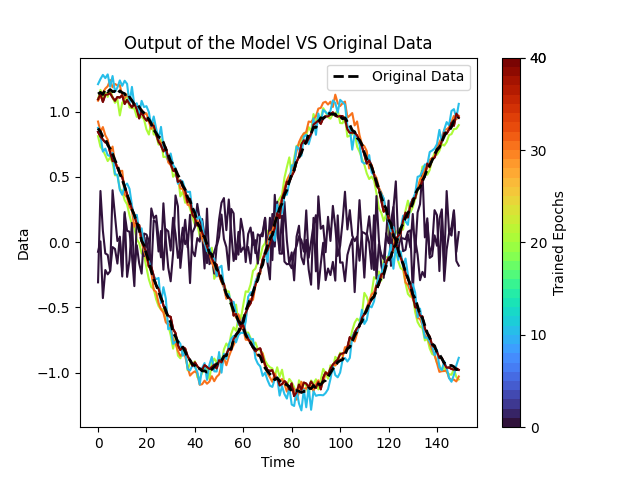 Output of the Model VS Original Data
Original Data
1.0
0.5
0.0
−0.5
−1.0
Data
0 20 40 60 80 100 120 140
Time
40
30
20
10
0
Trained Epochs